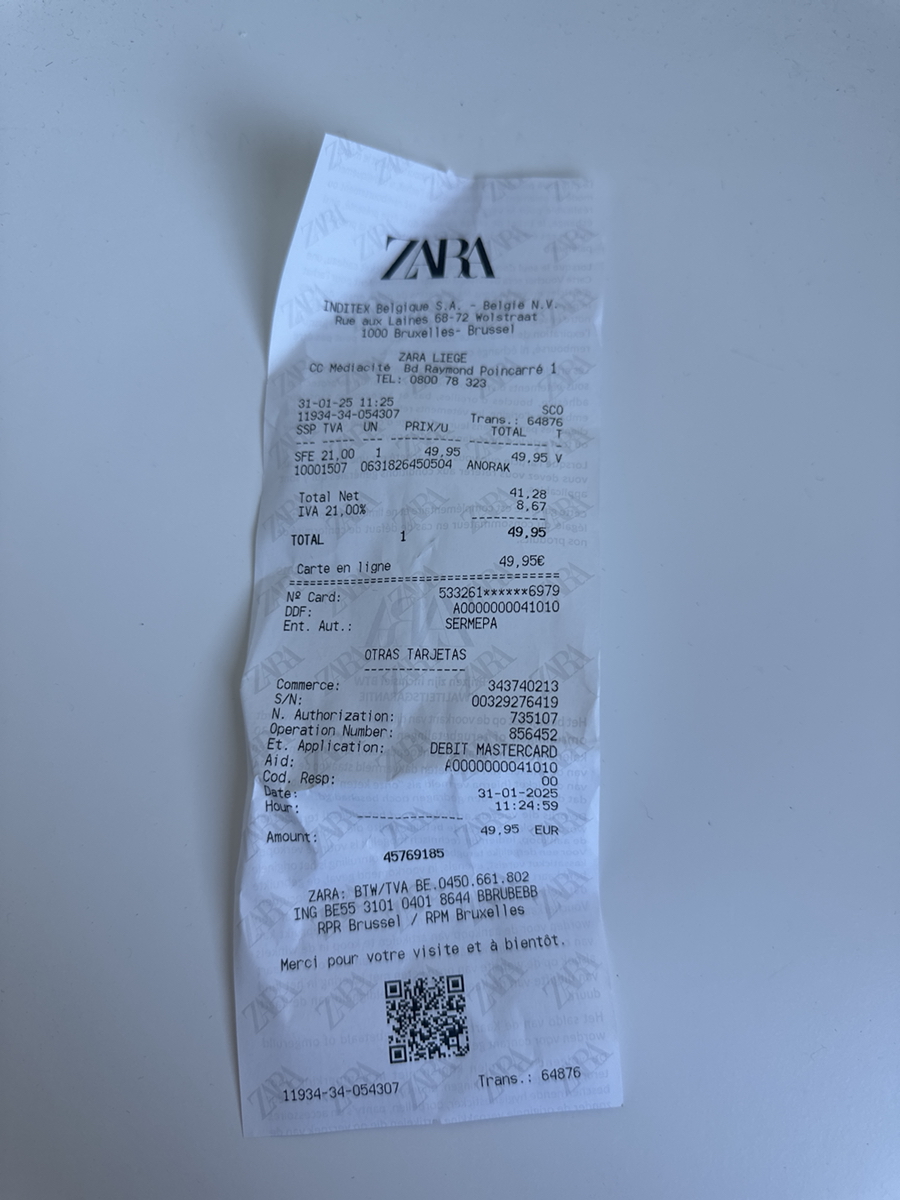 ZARA
INDITEX Belgique S.A. - Belgie N.V.
Rue aux Laines 68-72 Wolstraat
1000 Bruxelles- Brussel
ZARA LIEGE
CC Médiacité Bd Raymond Poincarré 1
TEL: 0800 78 323
31-01-25 11:25 SCO
11934-34-054307 Trans.: 64876
SSP TVA UN PRIX/U TOTAL T
SFE 21,00 1 49,95 49,95 V
10001507 0631826450504 ANORAK
Total Net 41,28
IVA 21,00% 8,67
TOTAL 1 49,95
Carte en ligne 49,95€
Nº Card: 533261******6979
DDF: A0000000041010
Ent. Aut.: SERMEPA
OTRAS TARJETAS
Commerce: 343740213
S/N: 00329276419
N. Authorization: 735107
Operation Number: 856452
Et. Application: DEBIT MASTERCARD
Aid: A0000000041010
Cod. Resp: 00
Date: 31-01-2025
Hour: 11:24:59
Amount: 49,95 EUR
45769185
ZARA: BTW/TVA BE.0450.661.802
ING BE55 3101 0401 8644 BBRUBEBB
RPR Brussel / RPM Bruxelles
Merci pour votre visite et à bientôt.
11934-34-054307 Trans.: 64876